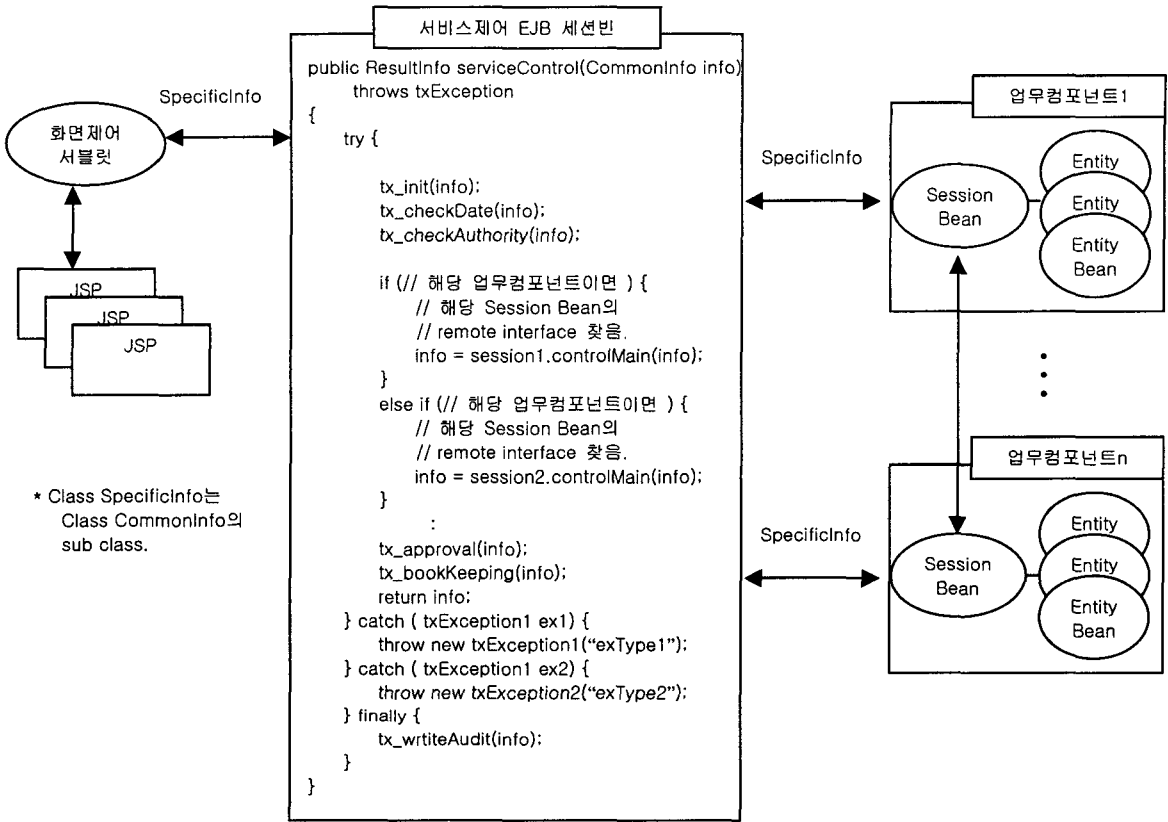 서비스제어 EJB 세션빈
public ResultInfo serviceControl(CommonInfo info)
throws txException
{
try {
tx_init(info);
tx_checkDate(info);
tx_checkAuthority(info);
if (// 해당 업무컴포넌트이면 ) {
// 해당 Session Bean의
// remote interface 찾음.
info = session1.controlMain(info);
}
else if (// 해당 업무컴포넌트이면 ) {
// 해당 Session Bean의
// remote interface 찾음.
info = session2.controlMain(info);
}
:
tx_approval(info);
tx_bookKeeping(info);
return info;
} catch ( txException1 ex1) {
throw new txException1(“exType1”);
} catch ( txException1 ex2) {
throw new txException2(“exType2”);
} finally {
tx_wrtiteAudit(info);
}
}
SpecificInfo
화면제어
서블릿
JSP
JSP
JSP
* Class SpecificInfo는
Class CommonInfo의
sub class.
SpecificInfo
업무컴포넌트1
Session
Bean
Entity
Entity
Entity
Bean
SpecificInfo
업무컴포넌트n
Session
Bean
Entity
Entity
Entity
Bean